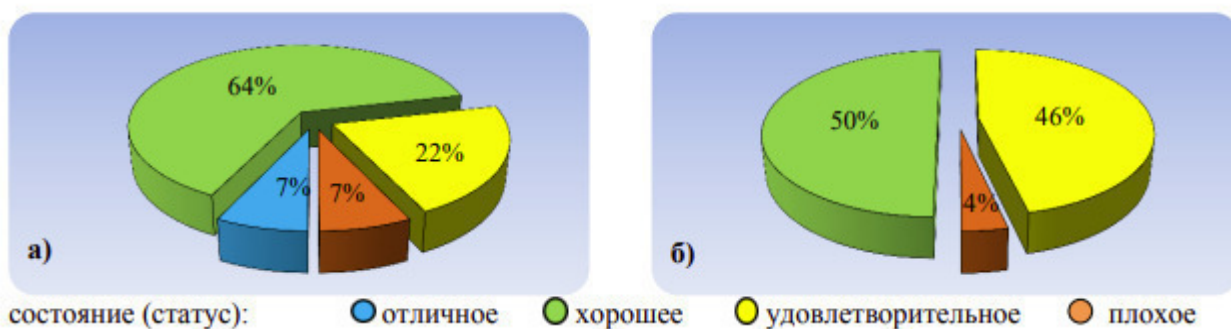 64%
22%
7%
7%
а)
50%
46%
4%
б)
состояние (статус): отличное хорошее удовлетворительное плохое